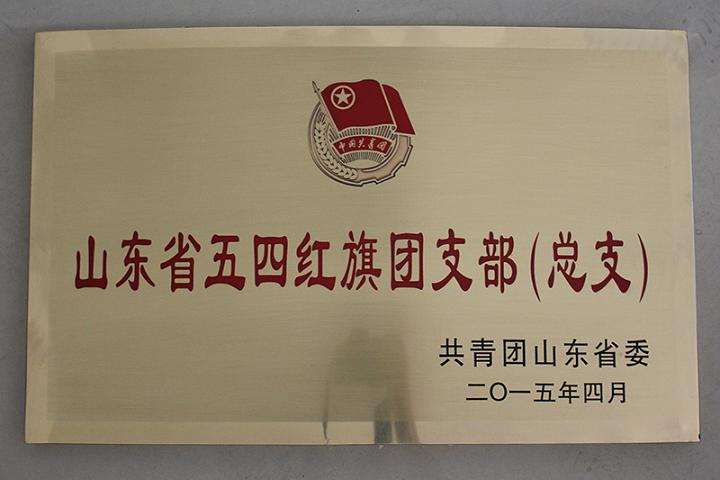 中国共青团
山东省五四红旗团支部(总支)
共青团山东省委
二〇一五年四月